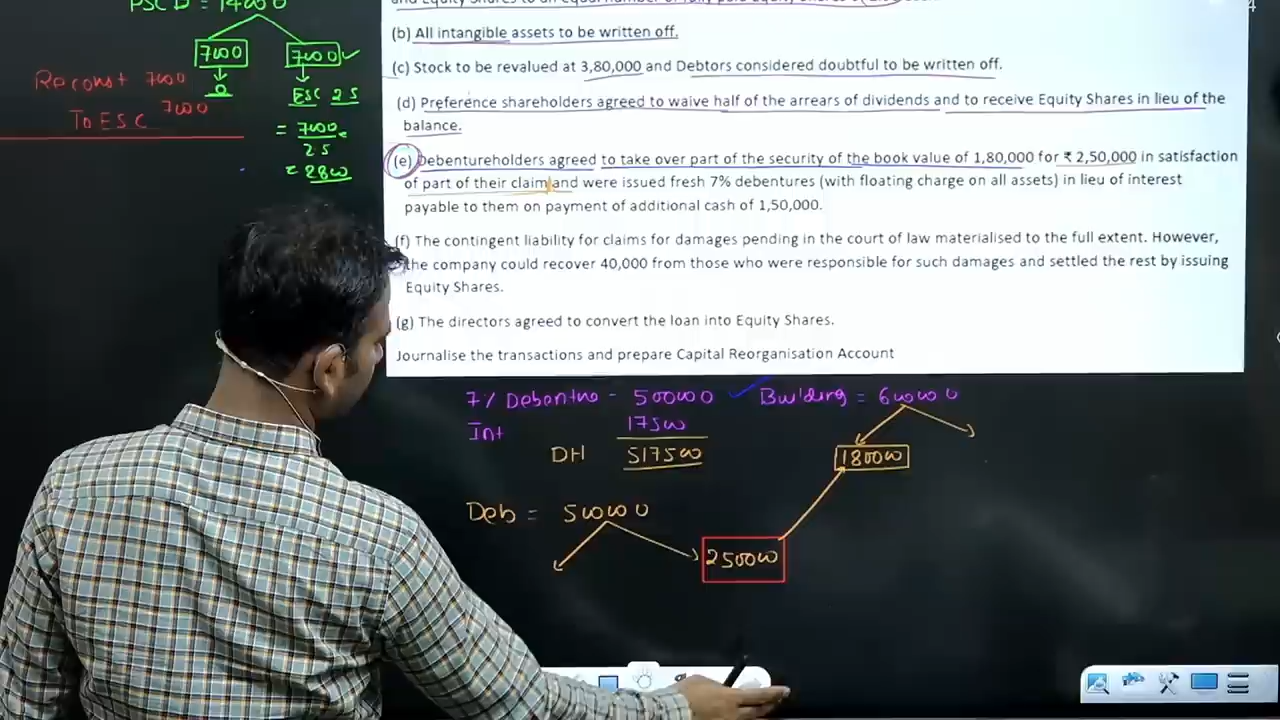 PSC D = 14000
7000 7000
Reconst 7000
To ESC 7000
0
ESC 2.5
= 7000
2.5
= 2800
(b) All intangible assets to be written off.
(c) Stock to be revalued at 3,80,000 and Debtors considered doubtful to be written off.
(d) Preference shareholders agreed to waive half of the arrears of dividends and to receive Equity Shares in lieu of the
balance.
(e) Debentureholders agreed to take over part of the security of the book value of 1,80,000 for ₹ 2,50,000 in satisfaction
of part of their claim and were issued fresh 7% debentures (with floating charge on all assets) in lieu of interest
payable to them on payment of additional cash of 1,50,000.
(f) The contingent liability for claims for damages pending in the court of law materialised to the full extent. However,
the company could recover 40,000 from those who were responsible for such damages and settled the rest by issuing
Equity Shares.
(g) The directors agreed to convert the loan into Equity Shares.
Journalise the transactions and prepare Capital Reorganisation Account
7% Debenture - 500000 Building = 600000
Int 17500
DH 517500
180000
Deb = 500000
250000